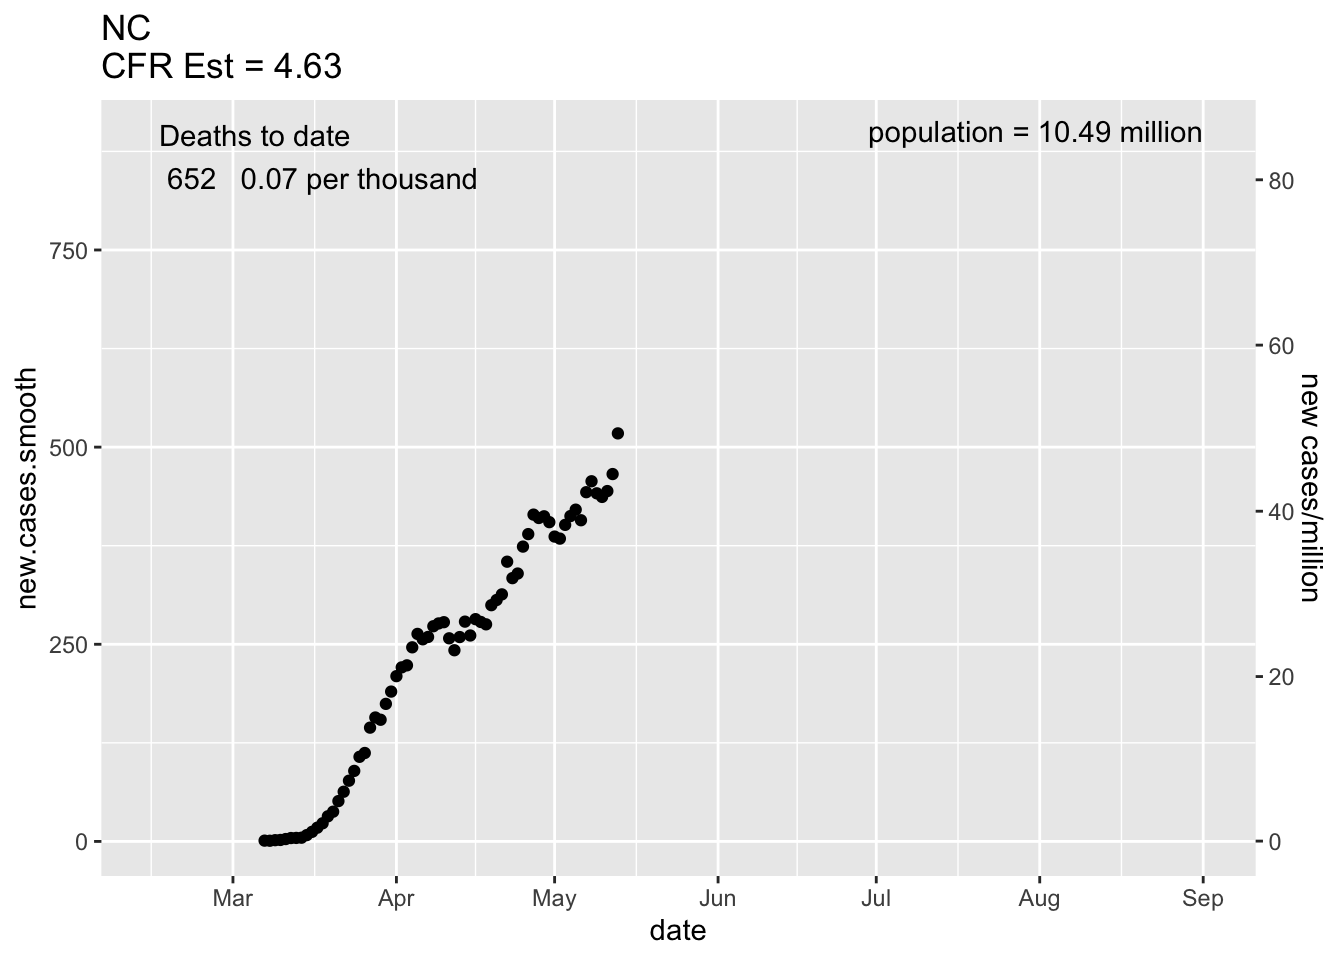 NC
CFR Est = 4.63
Deaths to date
652 0.07 per thousand
population = 10.49 million
new.cases.smooth
750
500
250
0
80
60
40
20
0
new cases/million
Mar Apr May Jun Jul Aug Sep
date